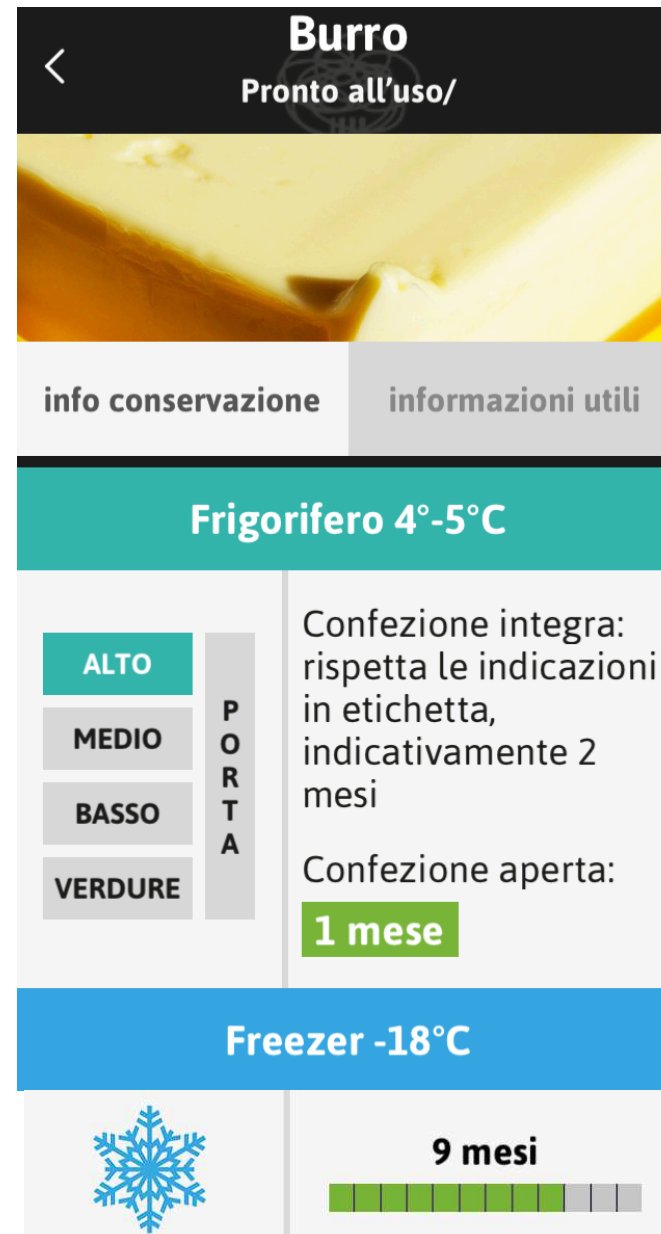 Burro
Pronto all’uso/
info conservazione
informazioni utili
Frigorifero 4°-5°C
ALTO
MEDIO
BASSO
VERDURE
PORTA
Confezione integra:
rispetta le indicazioni
in etichetta,
indicativamente 2
mesi
Confezione aperta:
1 mese
Freezer -18°C
9 mesi